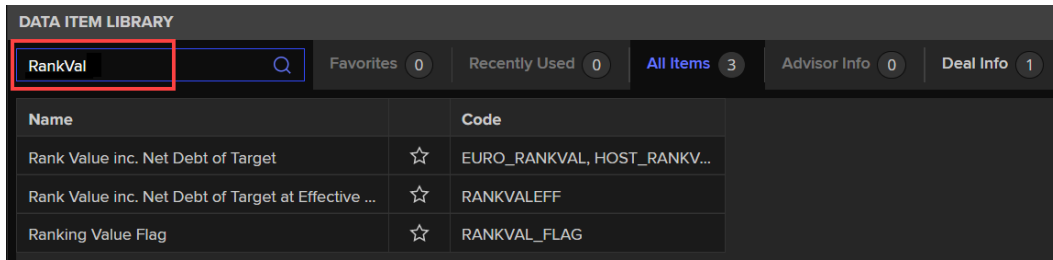 DATA ITEM LIBRARY
RankVal Favorites 0 Recently Used 0 All Items 3 Advisor Info 0 Deal Info 1
Name Code
Rank Value inc. Net Debt of Target EURO_RANKVAL, HOST_RANKV...
Rank Value inc. Net Debt of Target at Effective ... RANKVALEFF
Ranking Value Flag RANKVAL_FLAG